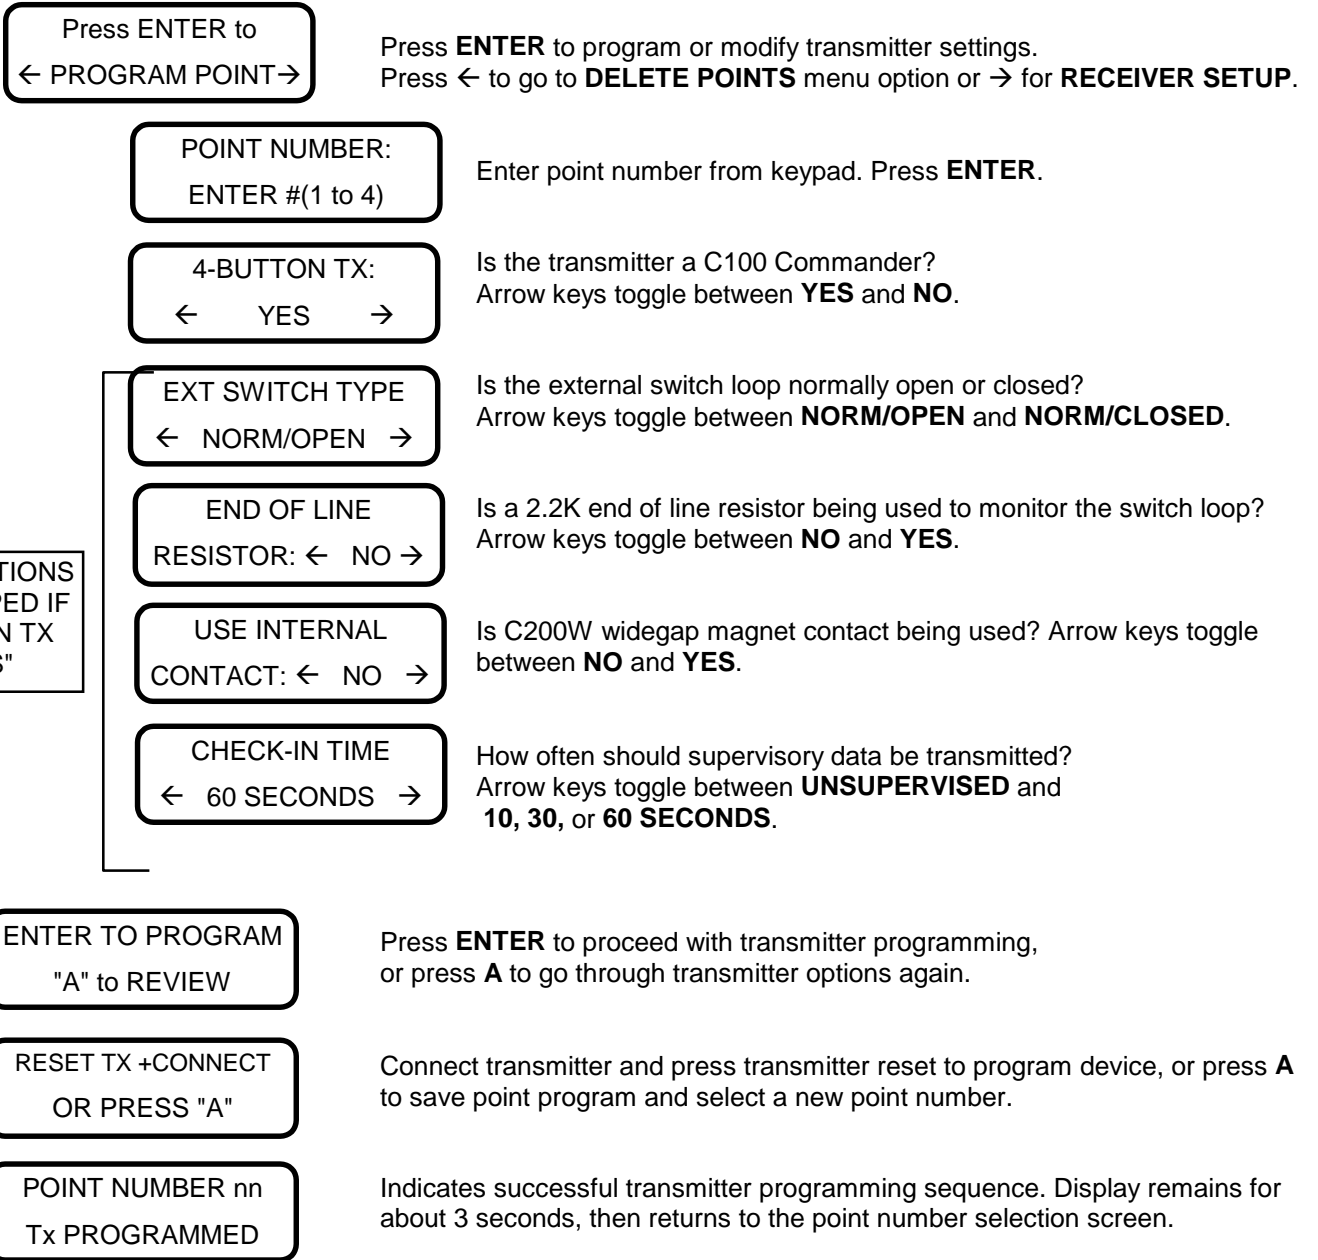 Press ENTER to
← PROGRAM POINT→
Press ENTER to program or modify transmitter settings.
Press ← to go to DELETE POINTS menu option or → for RECEIVER SETUP.
POINT NUMBER:
ENTER #(1 to 4)
Enter point number from keypad. Press ENTER.
4-BUTTON TX:
← YES →
Is the transmitter a C100 Commander?
Arrow keys toggle between YES and NO.
EXT SWITCH TYPE
← NORM/OPEN →
Is the external switch loop normally open or closed?
Arrow keys toggle between NORM/OPEN and NORM/CLOSED.
END OF LINE
RESISTOR: ← NO →
Is a 2.2K end of line resistor being used to monitor the switch loop?
Arrow keys toggle between NO and YES.
IF
TX
USE INTERNAL
CONTACT: ← NO →
Is C200W widegap magnet contact being used? Arrow keys toggle
between NO and YES.
CHECK-IN TIME
← 60 SECONDS →
How often should supervisory data be transmitted?
Arrow keys toggle between UNSUPERVISED and
10, 30, or 60 SECONDS.
ENTER TO PROGRAM
"A" to REVIEW
Press ENTER to proceed with transmitter programming,
or press A to go through transmitter options again.
RESET TX +CONNECT
OR PRESS "A"
Connect transmitter and press transmitter reset to program device, or press A
to save point program and select a new point number.
POINT NUMBER nn
Tx PROGRAMMED
Indicates successful transmitter programming sequence. Display remains for
about 3 seconds, then returns to the point number selection screen.